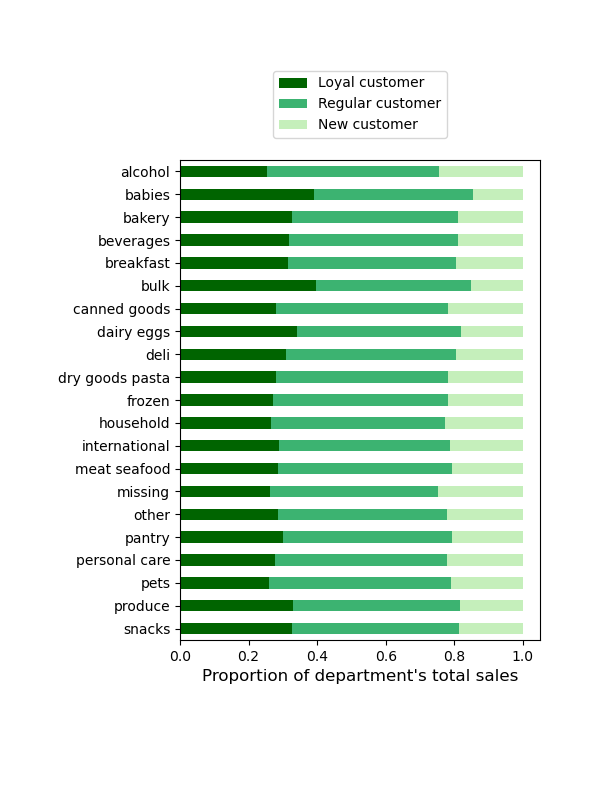 Loyal customer
Regular customer
New customer
alcohol
babies
bakery
beverages
breakfast
bulk
canned goods
dairy eggs
deli
dry goods pasta
frozen
household
international
meat seafood
missing
other
pantry
personal care
pets
produce
snacks
0.0 0.2 0.4 0.6 0.8 1.0
Proportion of department's total sales